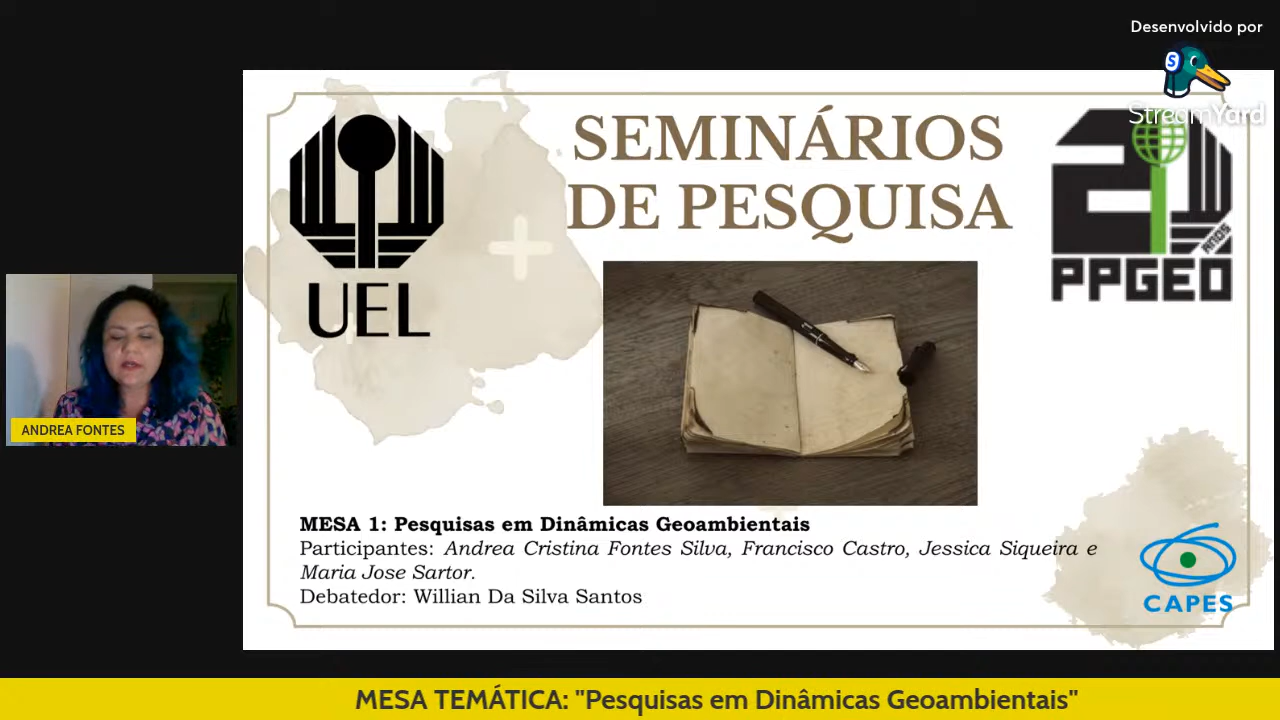 Desenvolvido por
StreamYard
SEMINÁRIOS
DE PESQUISA
UEL
20
ANOS
PPGEO
ANDREA FONTES
MESA 1: Pesquisas em Dinâmicas Geoambientais
Participantes: Andrea Cristina Fontes Silva, Francisco Castro, Jessica Siqueira e
Maria Jose Sartor.
Debatedor: Willian Da Silva Santos
CAPES
MESA TEMÁTICA: "Pesquisas em Dinâmicas Geoambientais"